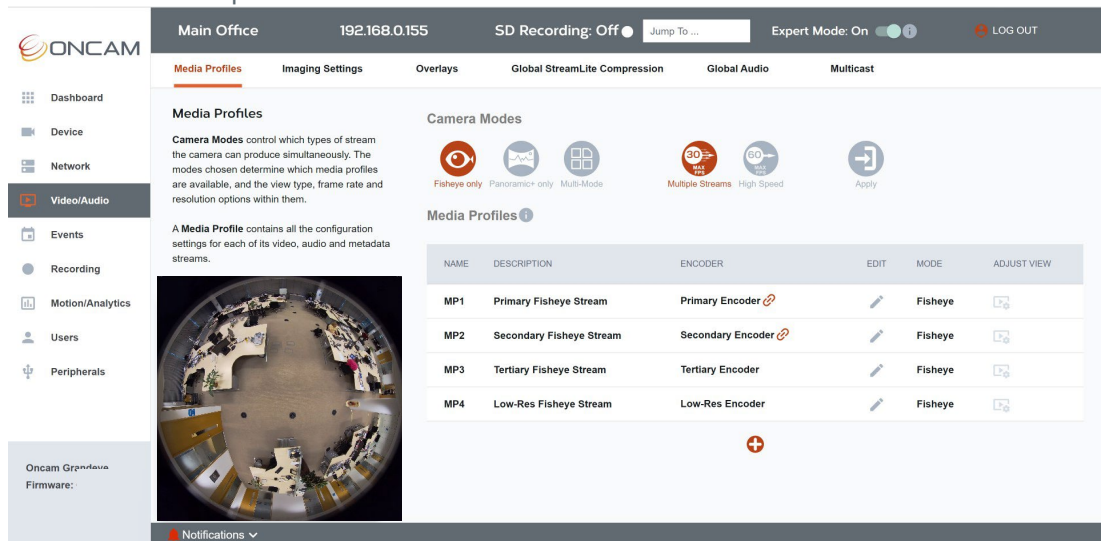 ONCAM
Main Office 192.168.0.155 SD Recording: Off Jump To ... Expert Mode: On LOG OUT
Media Profiles Imaging Settings Overlays Global StreamLite Compression Global Audio Multicast
Dashboard
Device
Network
Video/Audio
Events
Recording
Motion/Analytics
Users
Peripherals
Oncam Grandeye
Firmware:
Media Profiles
Camera Modes control which types of stream
the camera can produce simultaneously. The
modes chosen determine which media profiles
are available, and the view type, frame rate and
resolution options within them.
A Media Profile contains all the configuration
settings for each of its video, audio and metadata
streams.
Camera Modes
30 MAX FPS 60 MAX FPS
Fisheye only Panoramic+ only Multi-Mode Multiple Streams High Speed Apply
Media Profiles
NAME DESCRIPTION ENCODER EDIT MODE ADJUST VIEW
MP1 Primary Fisheye Stream Primary Encoder Fisheye
MP2 Secondary Fisheye Stream Secondary Encoder Fisheye
MP3 Tertiary Fisheye Stream Tertiary Encoder Fisheye
MP4 Low-Res Fisheye Stream Low-Res Encoder Fisheye
Notifications